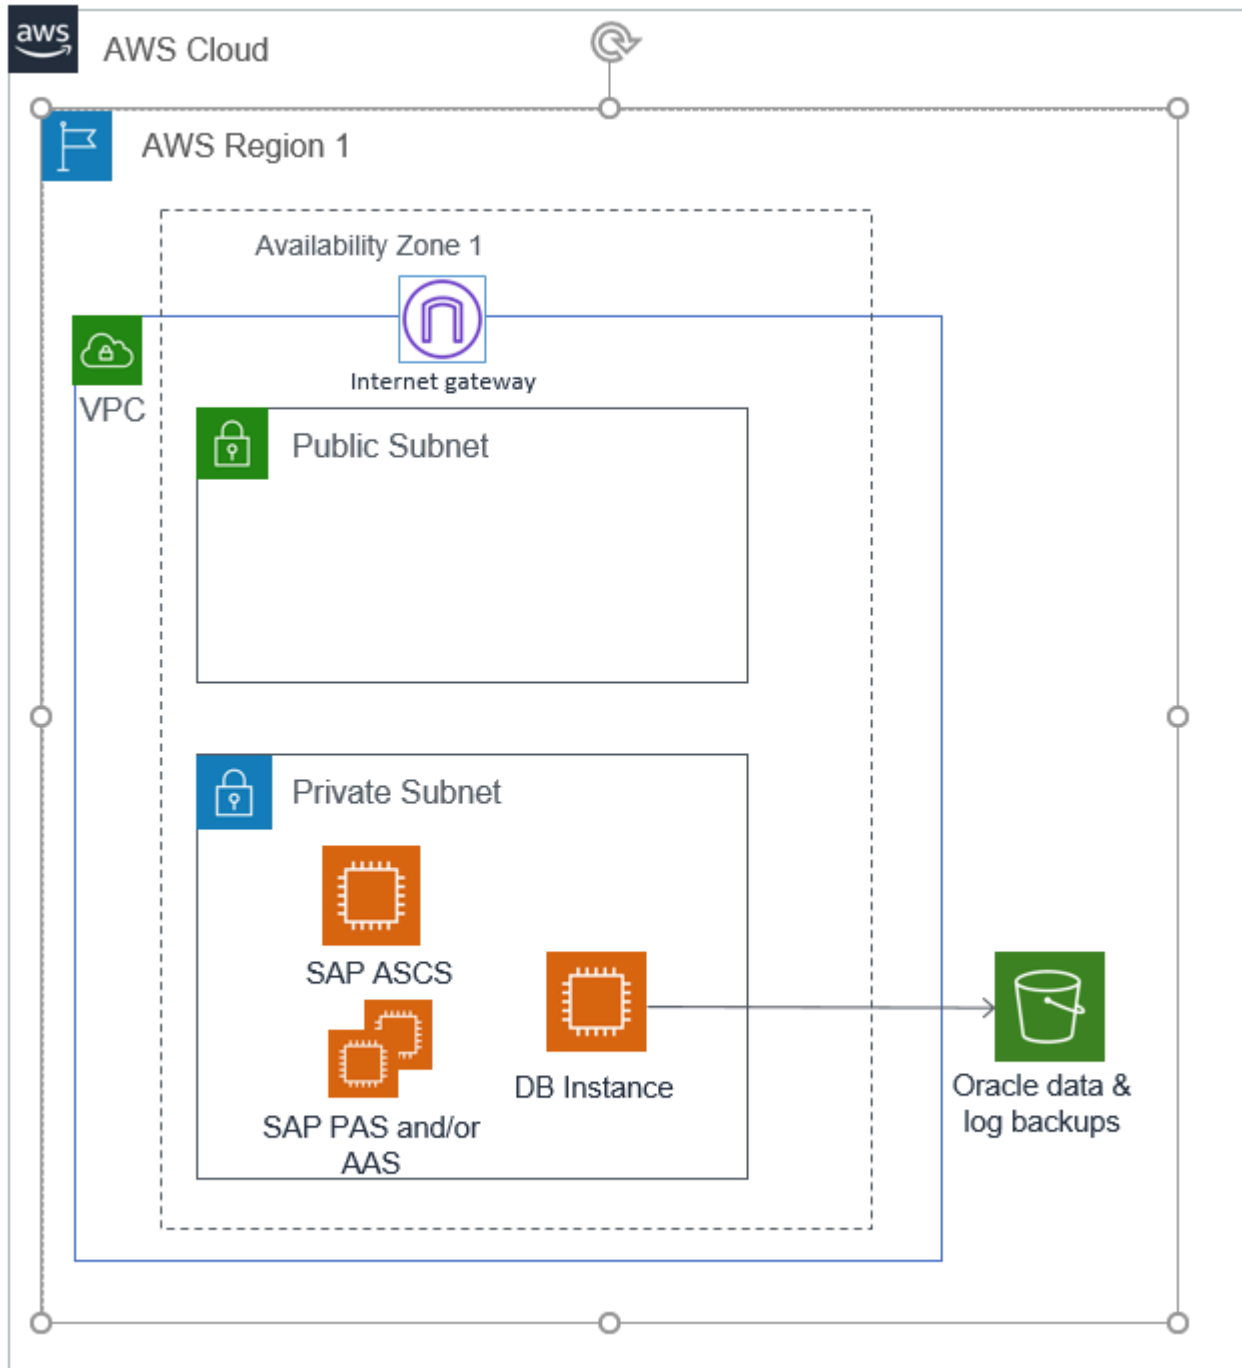 aws
AWS Cloud
AWS Region 1
Availability Zone 1
Internet gateway
VPC
Public Subnet
Private Subnet
SAP ASCS
DB Instance
SAP PAS and/or
AAS
Oracle data &
log backups